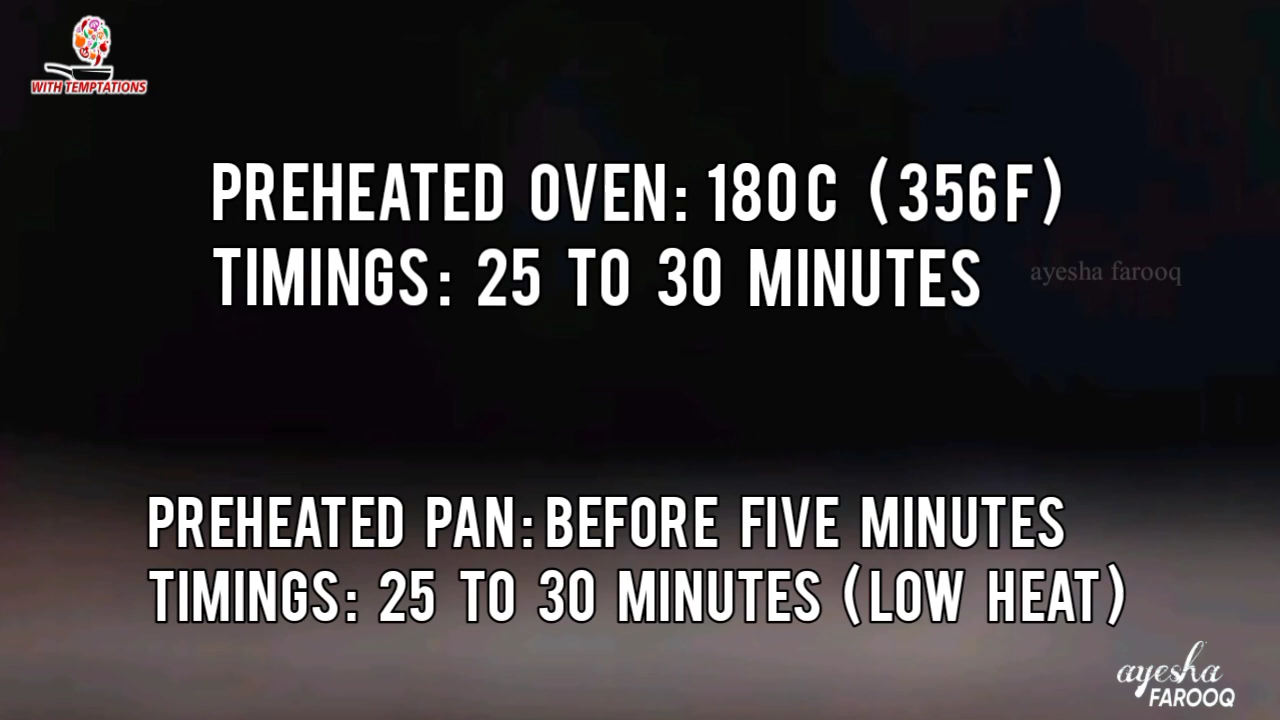 WITH TEMPTATIONS
PREHEATED OVEN: 180C (356F)
TIMINGS: 25 TO 30 MINUTES
ayesha farooq
PREHEATED PAN: BEFORE FIVE MINUTES
TIMINGS: 25 TO 30 MINUTES (LOW HEAT)
ayesha
FAROOQ